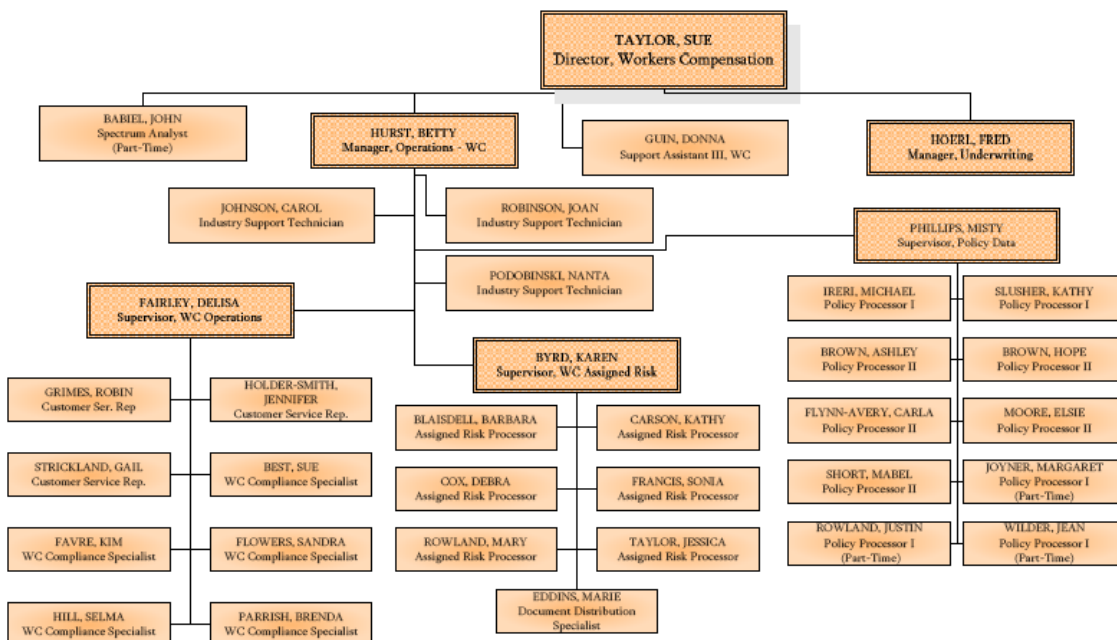 TAYLOR, SUE
Director, Workers Compensation
BABIEL, JOHN
Spectrum Analyst
(Part-Time)
HURST, BETTY
Manager, Operations - WC
GUIN, DONNA
Support Assistant III, WC
HOERL, FRED
Manager, Underwriting
JOHNSON, CAROL
Industry Support Technician
ROBINSON, JOAN
Industry Support Technician
PHILLIPS, MISTY
Supervisor, Policy Data
PODOBINSKI, NANTA
Industry Support Technician
FAIRLEY, DELISA
Supervisor, WC Operations
BYRD, KAREN
Supervisor, WC Assigned Risk
GRIMES, ROBIN
Customer Ser. Rep
HOLDER-SMITH,
JENNIFER
Customer Service Rep.
STRICKLAND, GAIL
Customer Service Rep.
BEST, SUE
WC Compliance Specialist
FAVRE, KIM
WC Compliance Specialist
FLOWERS, SANDRA
WC Compliance Specialist
HILL, SELMA
WC Compliance Specialist
PARRISH, BRENDA
WC Compliance Specialist
BLAISDELL, BARBARA
Assigned Risk Processor
CARSON, KATHY
Assigned Risk Processor
COX, DEBRA
Assigned Risk Processor
FRANCIS, SONIA
Assigned Risk Processor
ROWLAND, MARY
Assigned Risk Processor
TAYLOR, JESSICA
Assigned Risk Processor
EDDINS, MARIE
Document Distribution
Specialist
IRERI, MICHAEL
Policy Processor I
SLUSHER, KATHY
Policy Processor I
BROWN, ASHLEY
Policy Processor II
BROWN, HOPE
Policy Processor II
FLYNN-AVERY, CARLA
Policy Processor II
MOORE, ELSIE
Policy Processor II
SHORT, MABEL
Policy Processor II
JOYNER, MARGARET
Policy Processor I
(Part-Time)
ROWLAND, JUSTIN
Policy Processor I
(Part-Time)
WILDER, JEAN
Policy Processor I
(Part-Time)